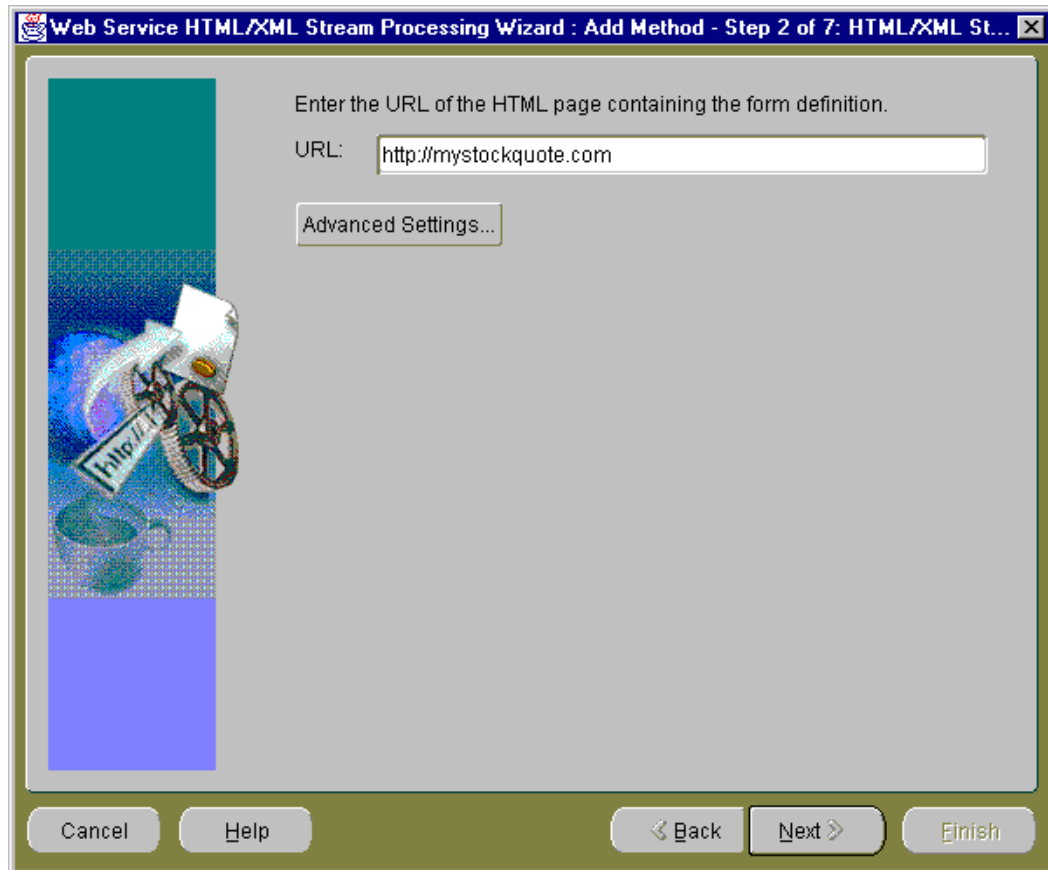 Web Service HTML/XML Stream Processing Wizard : Add Method - Step 2 of 7: HTML/XML St...
Enter the URL of the HTML page containing the form definition.
URL: http://mystockquote.com
Advanced Settings...
http://
Cancel Help Back Next Finish